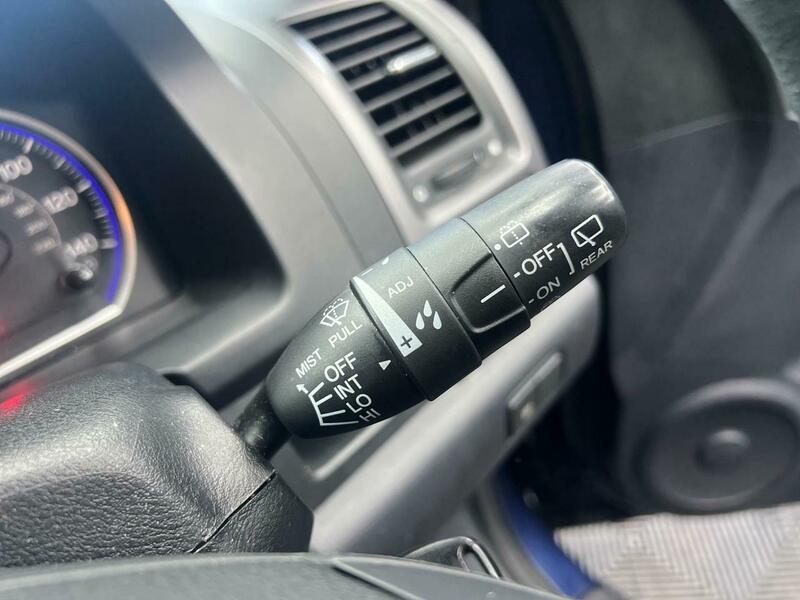 100
120
140
MIST
PULL
OFF
INT
LO
HI
ADJ
+
OFF
ON
REAR